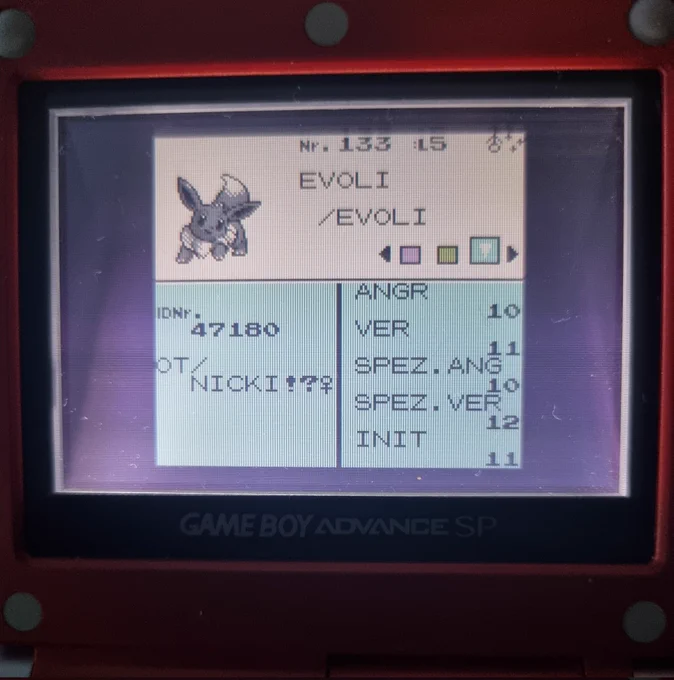 Nr. 133 :L5
EVOLI
/EVOLI
IDNr.
47180
OT/
NICKI!?♀
ANGR
10
VER
11
SPEZ.ANG
10
SPEZ.VER
12
INIT
11
GAME BOY ADVANCE SP